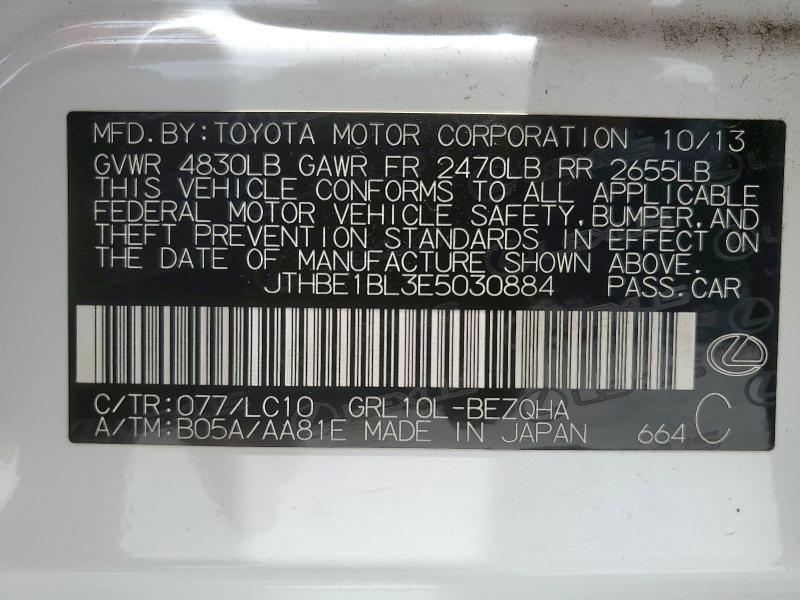 MFD.BY:TOYOTA MOTOR CORPORATION 10/13
GVWR 4830LB GAWR FR 2470LB RR 2655LB
THIS VEHICLE CONFORMS TO ALL APPLICABLE
FEDERAL MOTOR VEHICLE SAFETY,BUMPER,AND
THEFT PREVENTION STANDARDS IN EFFECT ON
THE DATE OF MANUFACTURE SHOWN ABOVE.
JTHBE1BL3E5030884 PASS.CAR
C/TR:077/LC10 GRL10L-BEZQHA
A/TM:B05A/AA81E MADE IN JAPAN 664 C